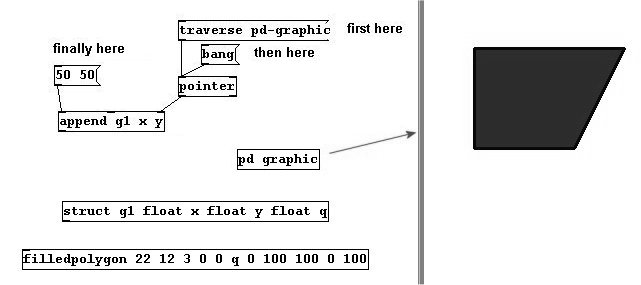 traverse pd-graphic
first here
finally here
bang
then here
50 50
pointer
append g1 x y
pd graphic
struct g1 float x float y float q
filledpolygon 22 12 3 0 0 q 0 100 100 0 100